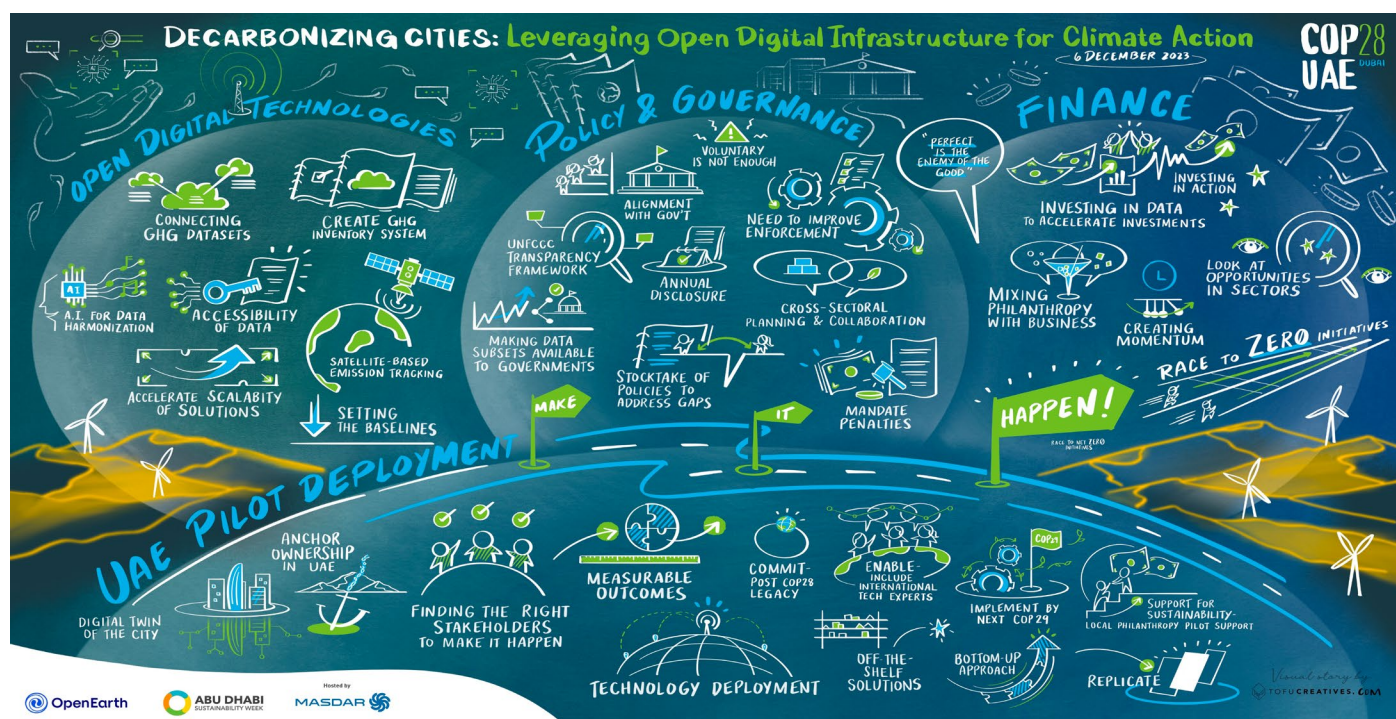 DECARBONIZING CITIES: Leveraging Open Digital Infrastructure for Climate Action
6 DECEMBER 2023
COP28
DUBAI
UAE
OPEN DIGITAL TECHNOLOGIES
CONNECTING
GHG DATASETS
CREATE GHG
INVENTORY SYSTEM
A.I.
A.I. FOR DATA
HARMONIZATION
ACCESSIBILITY
OF DATA
SATELLITE-BASED
EMISSION TRACKING
ACCELERATE SCALABITY
OF SOLUTIONS
SETTING
THE BASELINES
POLICY & GOVERNANCE
VOLUNTARY
IS NOT ENOUGH
ALIGNMENT
WITH GOV'T
NEED TO IMPROVE
ENFORCEMENT
UNFCCC
TRANSPARENCY
FRAMEWORK
ANNUAL
DISCLOSURE
CROSS-SECTORAL
PLANNING & COLLABORATION
MAKING DATA
SUBSETS AVAILABLE
TO GOVERNMENTS
STOCKTAKE OF
POLICIES TO
ADDRESS GAPS
MANDATE
PENALTIES
"PERFECT
IS THE
ENEMY OF THE
GOOD"
FINANCE
INVESTING
IN ACTION
INVESTING IN DATA
TO ACCELERATE INVESTMENTS
MIXING
PHILANTHROPY
WITH BUSINESS
CREATING
MOMENTUM
LOOK AT
OPPORTUNITIES
IN SECTORS
RACE TO ZERO INITIATIVES
MAKE
IT
HAPPEN!
RACE TO NET ZERO
INITIATIVES
UAE PILOT DEPLOYMENT
DIGITAL TWIN
OF THE CITY
ANCHOR
OWNERSHIP
IN UAE
FINDING THE RIGHT
STAKEHOLDERS
TO MAKE IT HAPPEN
MEASURABLE
OUTCOMES
TECHNOLOGY DEPLOYMENT
COMMIT-
POST COP28
LEGACY
ENABLE-
INCLUDE
INTERNATIONAL
TECH EXPERTS
OFF THE-
SHELF
SOLUTIONS
COP29
IMPLEMENT BY
NEXT COP29
BOTTOM-UP
APPROACH
SUPPORT FOR
SUSTAINABILITY-
LOCAL PHILANTHROPY PILOT SUPPORT
REPLICATE
Visual story by
TOFUCREATIVES.COM
OpenEarth
ABU DHABI
SUSTAINABILITY WEEK
Hosted by
MASDAR